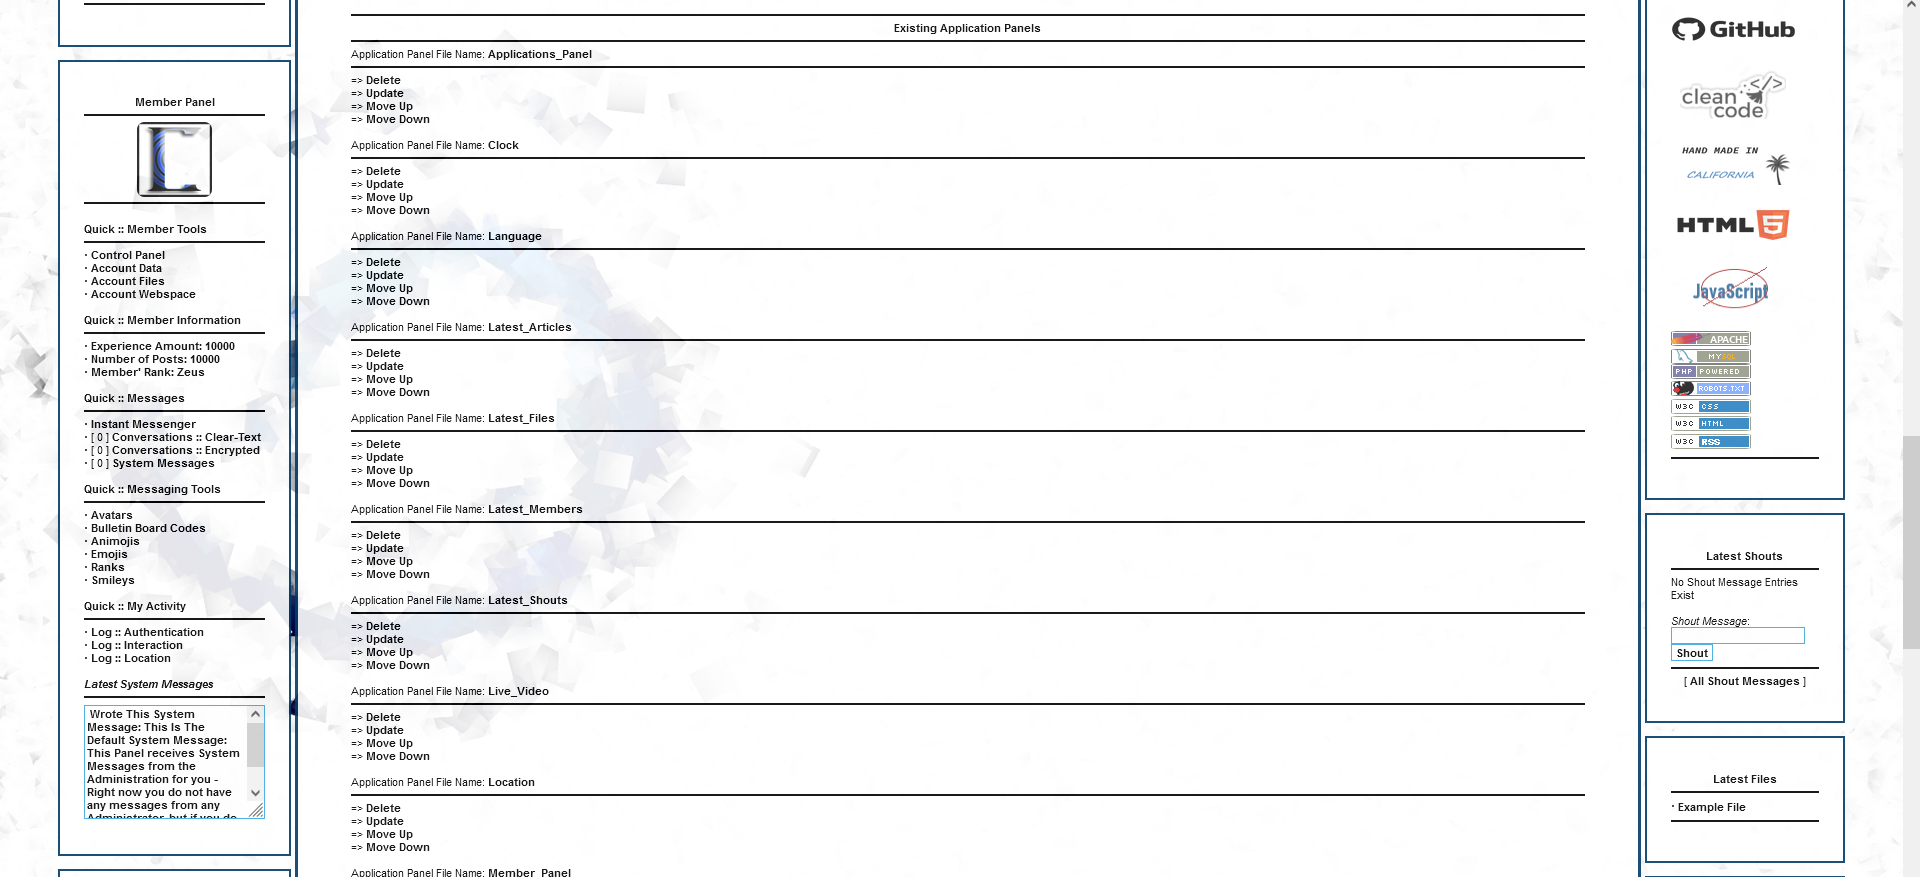 Member Panel
Quick :: Member Tools
· Control Panel
· Account Data
· Account Files
· Account Webspace
Quick :: Member Information
· Experience Amount: 10000
· Number of Posts: 10000
· Member' Rank: Zeus
Quick :: Messages
· Instant Messenger
· [ 0 ] Conversations :: Clear-Text
· [ 0 ] Conversations :: Encrypted
· [ 0 ] System Messages
Quick :: Messaging Tools
· Avatars
· Bulletin Board Codes
· Animojis
· Emojis
· Ranks
· Smileys
Quick :: My Activity
· Log :: Authentication
· Log :: Interaction
· Log :: Location
Latest System Messages
Wrote This System
Message: This Is The
Default System Message:
This Panel receives System
Messages from the
Administration for you -
Right now you do not have
any messages from any
Administrator, but if you do
Existing Application Panels
Application Panel File Name: Applications_Panel
=> Delete
=> Update
=> Move Up
=> Move Down
Application Panel File Name: Clock
=> Delete
=> Update
=> Move Up
=> Move Down
Application Panel File Name: Language
=> Delete
=> Update
=> Move Up
=> Move Down
Application Panel File Name: Latest_Articles
=> Delete
=> Update
=> Move Up
=> Move Down
Application Panel File Name: Latest_Files
=> Delete
=> Update
=> Move Up
=> Move Down
Application Panel File Name: Latest_Members
=> Delete
=> Update
=> Move Up
=> Move Down
Application Panel File Name: Latest_Shouts
=> Delete
=> Update
=> Move Up
=> Move Down
Application Panel File Name: Live_Video
=> Delete
=> Update
=> Move Up
=> Move Down
Application Panel File Name: Location
=> Delete
=> Update
=> Move Up
=> Move Down
Application Panel File Name: Member_Panel
GitHub
clean </>
code
HAND MADE IN
CALIFORNIA
HTML 5
JavaScript
APACHE
MYSQL
PHP POWERED
ROBOTS.TXT
W3C CSS
W3C HTML
W3C RSS
Latest Shouts
No Shout Message Entries
Exist
Shout Message:
Shout
[ All Shout Messages ]
Latest Files
· Example File